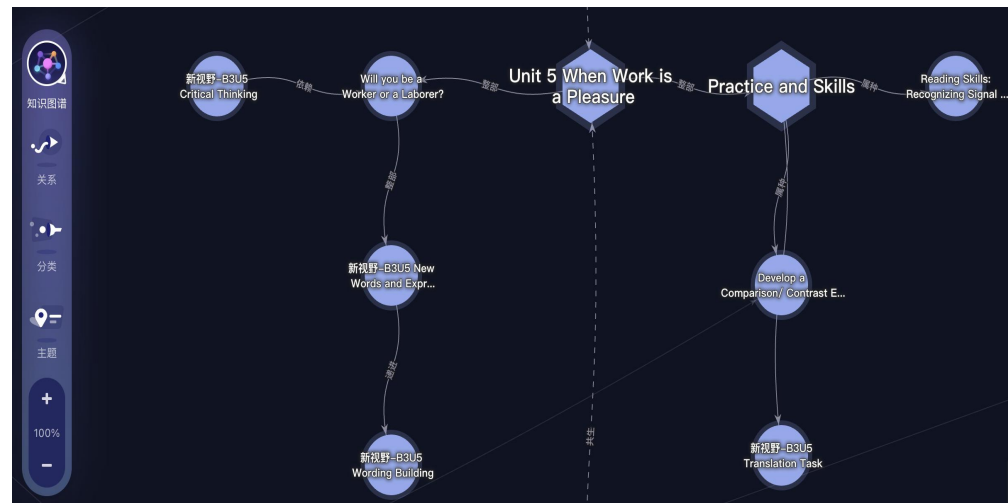 知识图谱
关系
分类
主题
+
100%
−
新视野-B3U5
Critical Thinking
依赖
Will you be a
Worker or a Laborer?
整部
Unit 5 When Work is
a Pleasure
整部
Practice and Skills
属种
Reading Skills:
Recognizing Signal ...
整部
属种
新视野-B3U5 New
Words and Expr...
Develop a
Comparison/ Contrast E...
递进
共生
新视野-B3U5
Wording Building
新视野-B3U5
Translation Task